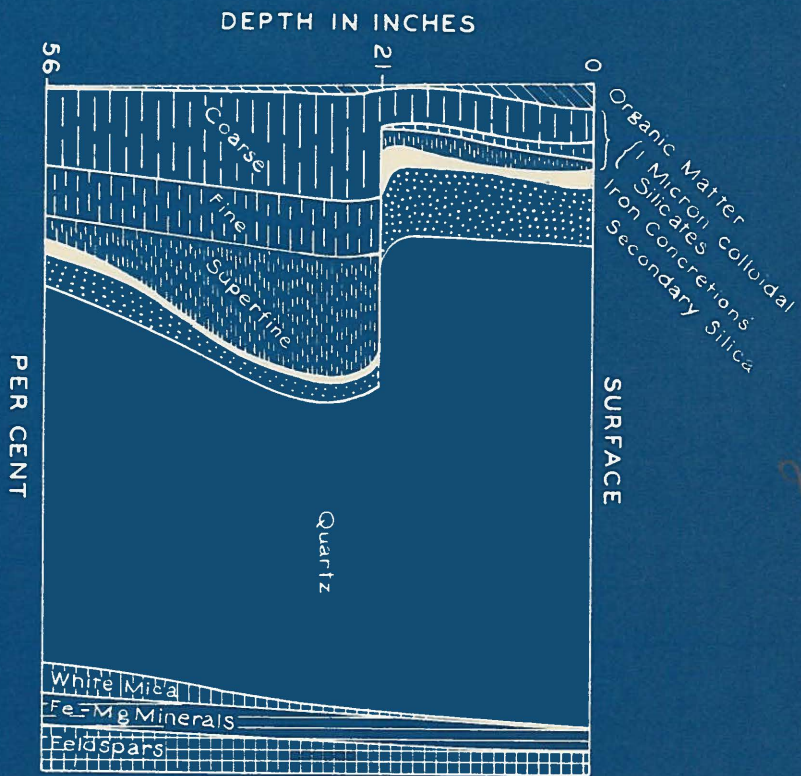 DEPTH IN INCHES
56
21
0
Organic Matter
1 Micron colloidal
Silicates
Iron Concretions
Secondary Silica
Coarse
Fine
Superfine
PER CENT
SURFACE
Quartz
White Mica
Fe-Mg Minerals
Feldspars